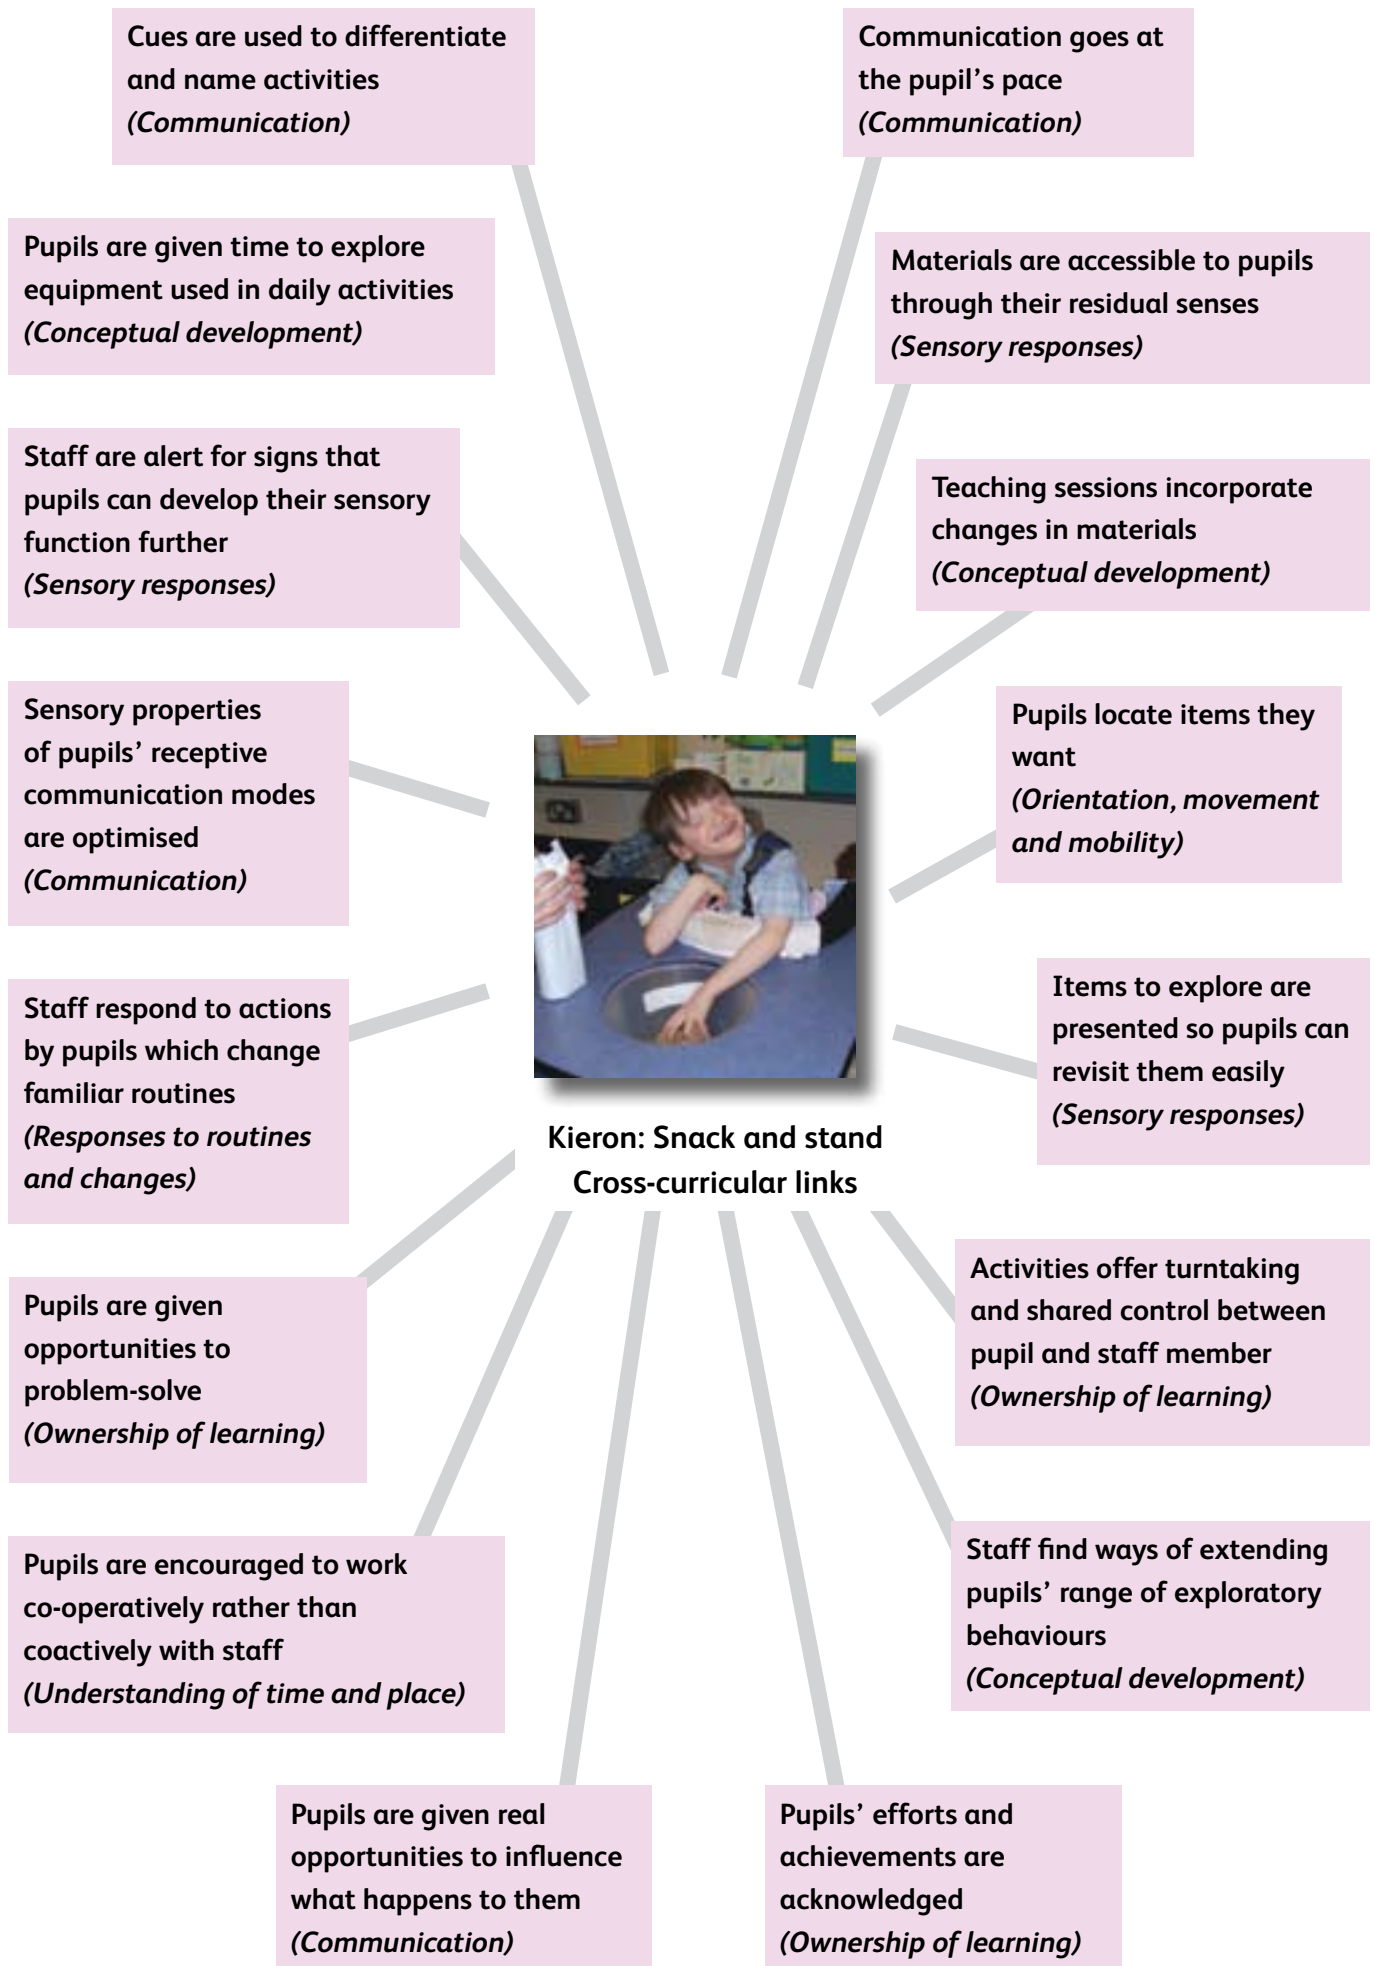 Cues are used to differentiate
and name activities
(Communication)
Communication goes at
the pupil's pace
(Communication)
Pupils are given time to explore
equipment used in daily activities
(Conceptual development)
Materials are accessible to pupils
through their residual senses
(Sensory responses)
Staff are alert for signs that
pupils can develop their sensory
function further
(Sensory responses)
Teaching sessions incorporate
changes in materials
(Conceptual development)
Sensory properties
of pupils' receptive
communication modes
are optimised
(Communication)
Pupils locate items they
want
(Orientation, movement
and mobility)
Staff respond to actions
by pupils which change
familiar routines
(Responses to routines
and changes)
Items to explore are
presented so pupils can
revisit them easily
(Sensory responses)
Kieron: Snack and stand
Cross-curricular links
Pupils are given
opportunities to
problem-solve
(Ownership of learning)
Activities offer turntaking
and shared control between
pupil and staff member
(Ownership of learning)
Pupils are encouraged to work
co-operatively rather than
coactively with staff
(Understanding of time and place)
Staff find ways of extending
pupils' range of exploratory
behaviours
(Conceptual development)
Pupils are given real
opportunities to influence
what happens to them
(Communication)
Pupils' efforts and
achievements are
acknowledged
(Ownership of learning)